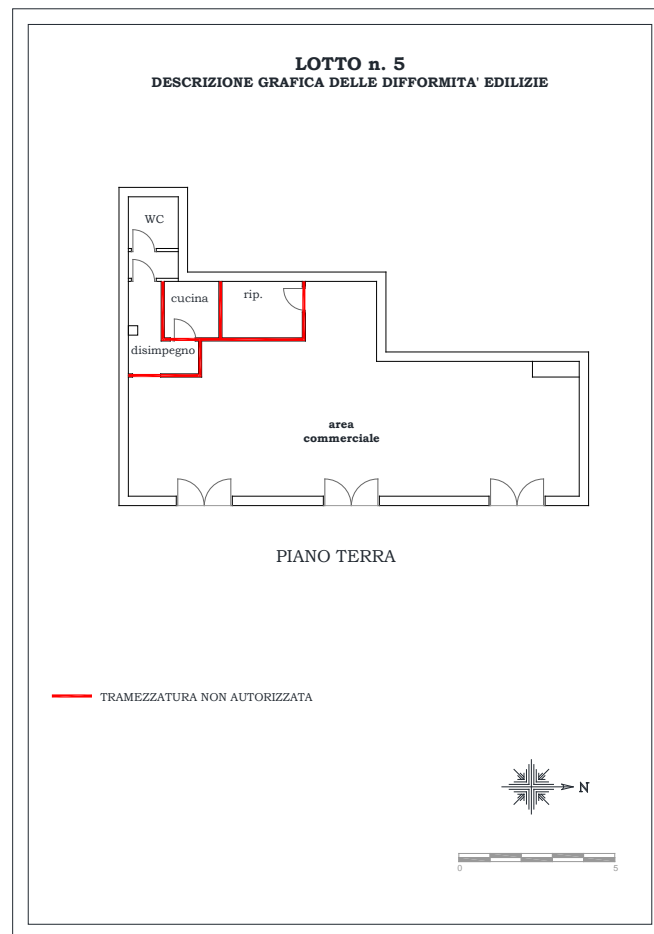 LOTTO n. 5
DESCRIZIONE GRAFICA DELLE DIFFORMITA' EDILIZIE
WC
cucina
rip.
disimpegno
area
commerciale
PIANO TERRA
TRAMEZZATURA NON AUTORIZZATA
N
0
5